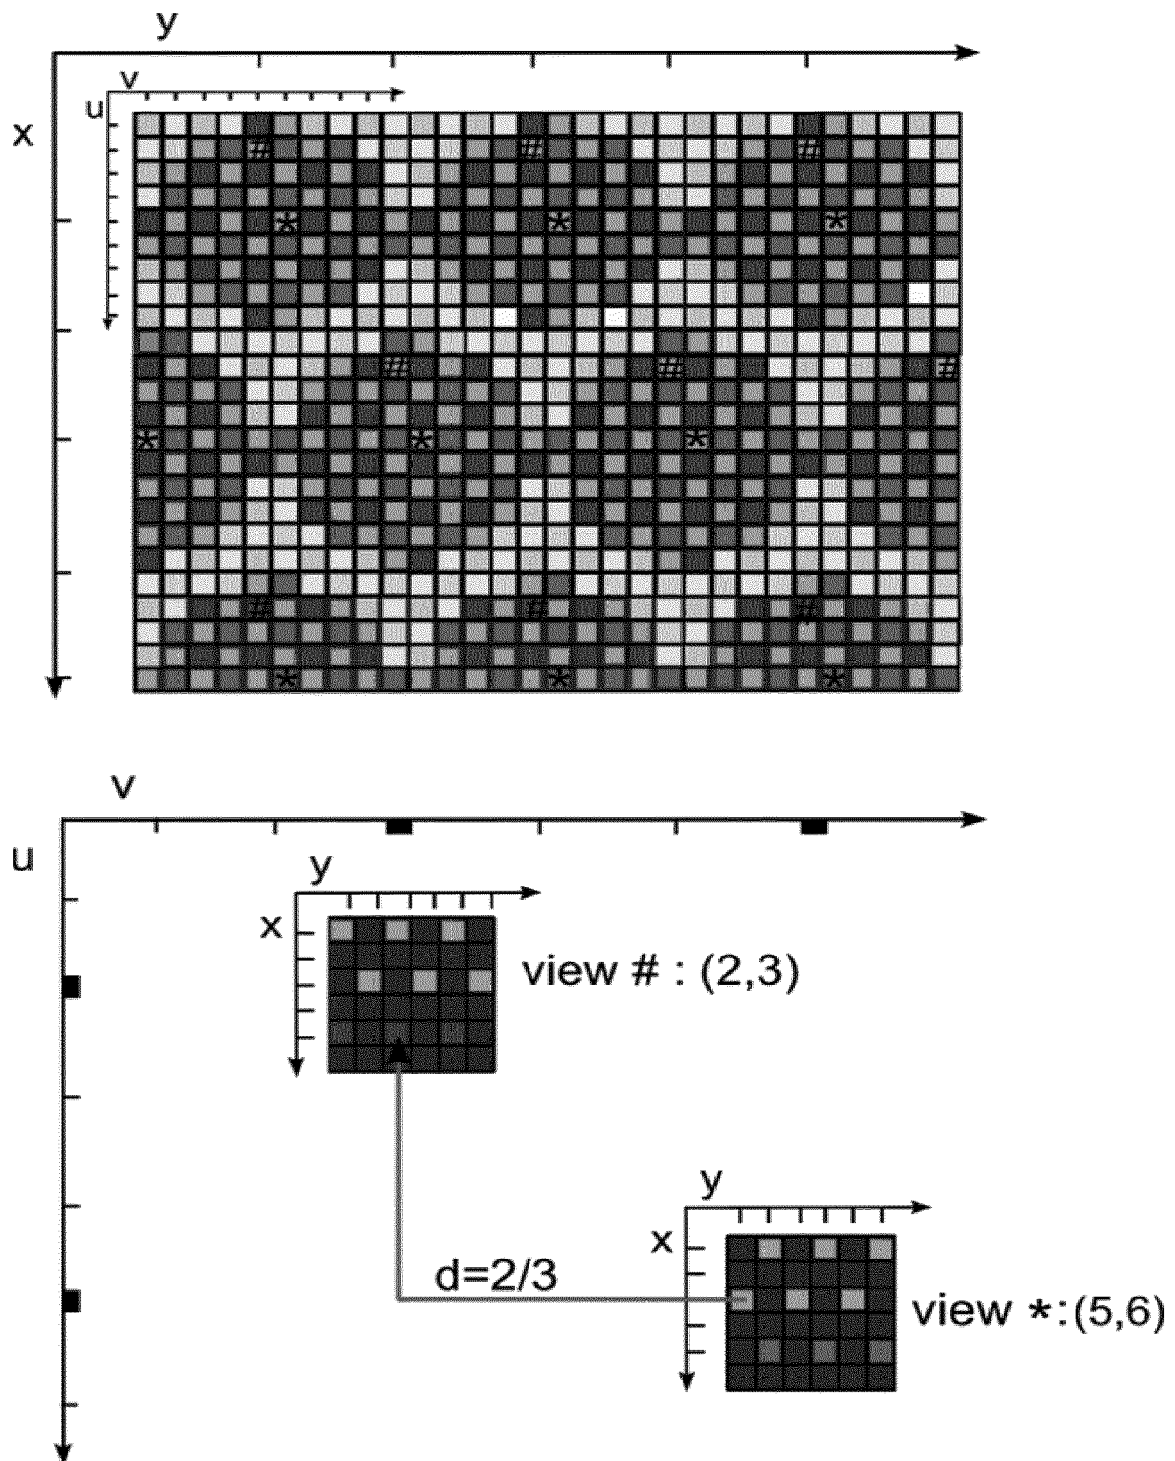 y
v
u
x
# # #
* * *
# # #
* * *
# # #
* * *
v
u
y
x
view # : (2,3)
y
x
d=2/3
view *:(5,6)